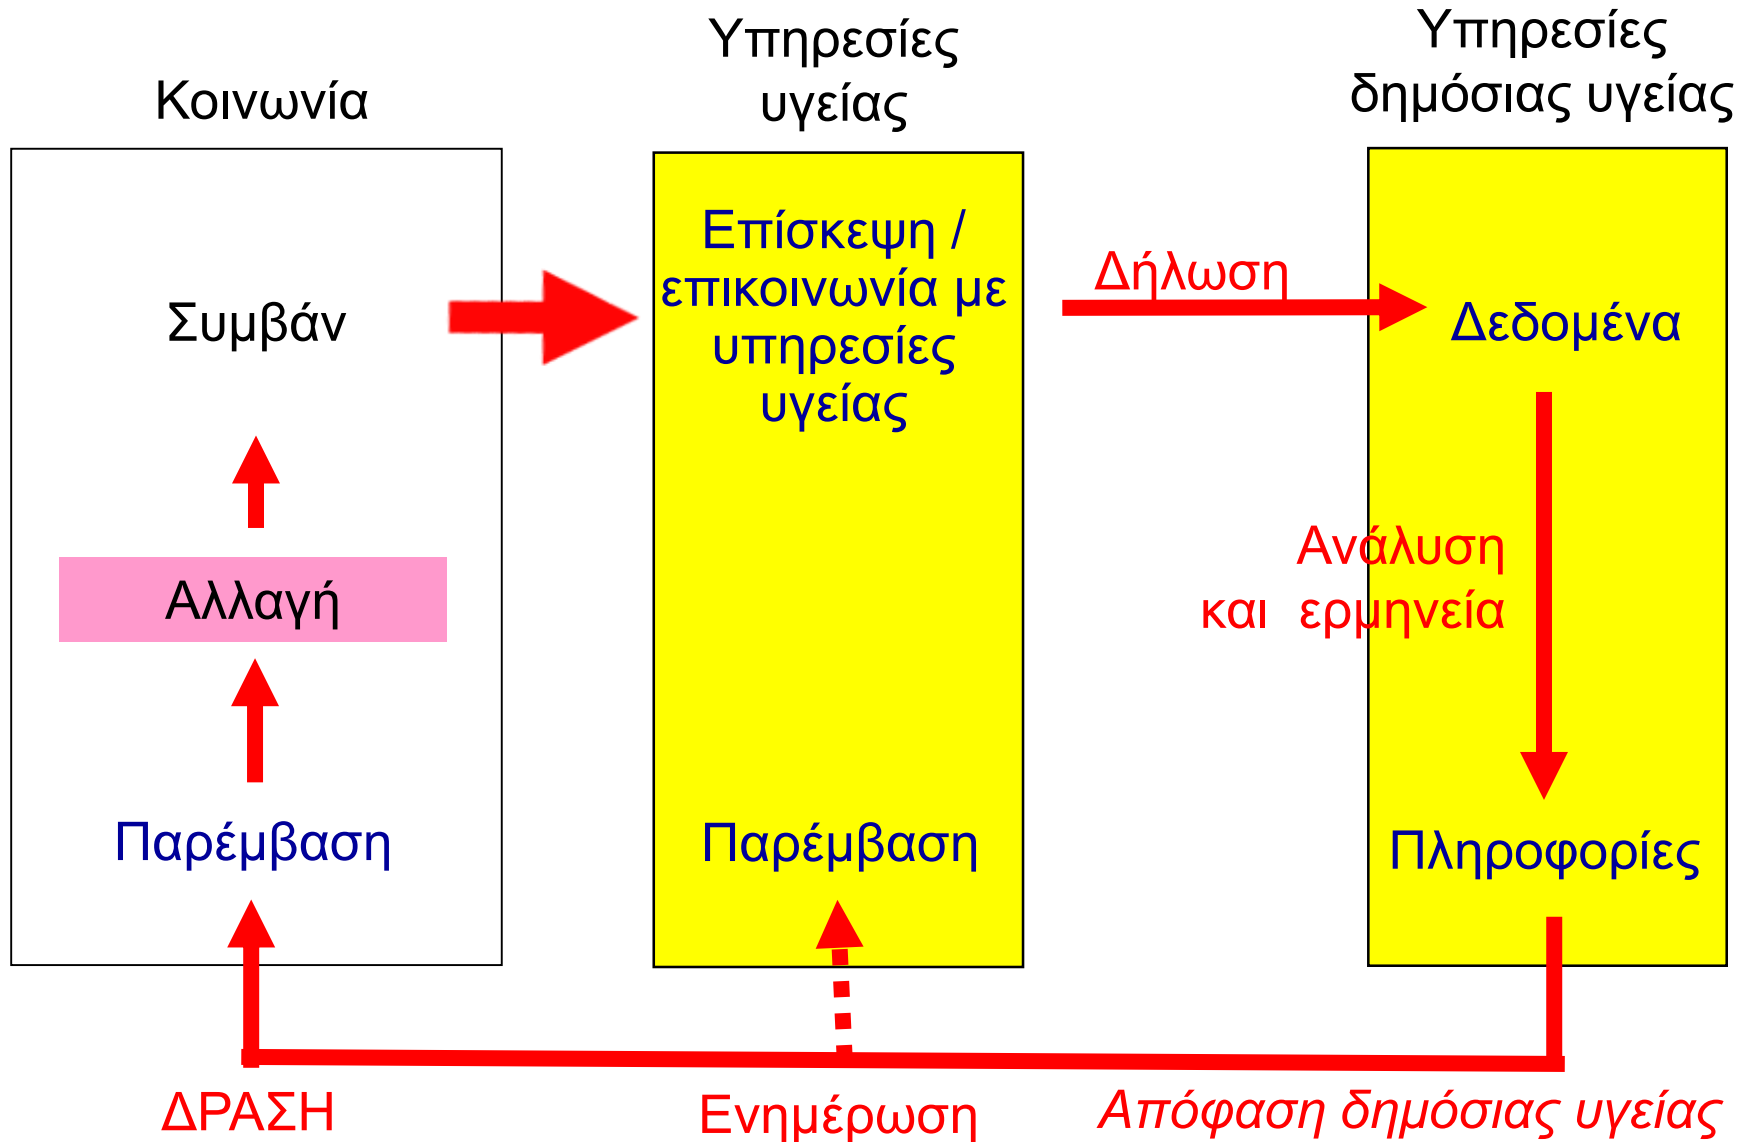 Κοινωνία
Υπηρεσίες
υγείας
Υπηρεσίες
δημόσιας υγείας
Συμβάν
Αλλαγή
Παρέμβαση
Επίσκεψη /
επικοινωνία με
υπηρεσίες
υγείας
Παρέμβαση
Δήλωση
Δεδομένα
Ανάλυση
και ερμηνεία
Πληροφορίες
ΔΡΑΣΗ
Ενημέρωση
Απόφαση δημόσιας υγείας